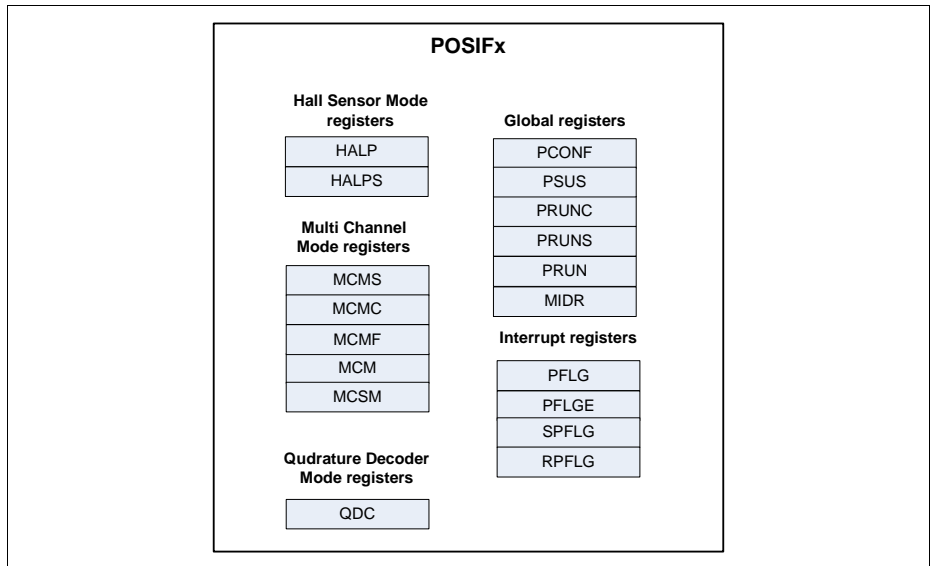 POSIFx
Hall Sensor Mode
registers
HALP
HALPS
Multi Channel
Mode registers
MCMS
MCMC
MCMF
MCM
MCSM
Qudrature Decoder
Mode registers
QDC
Global registers
PCONF
PSUS
PRUNC
PRUNS
PRUN
MIDR
Interrupt registers
PFLG
PFLGE
SPFLG
RPFLG